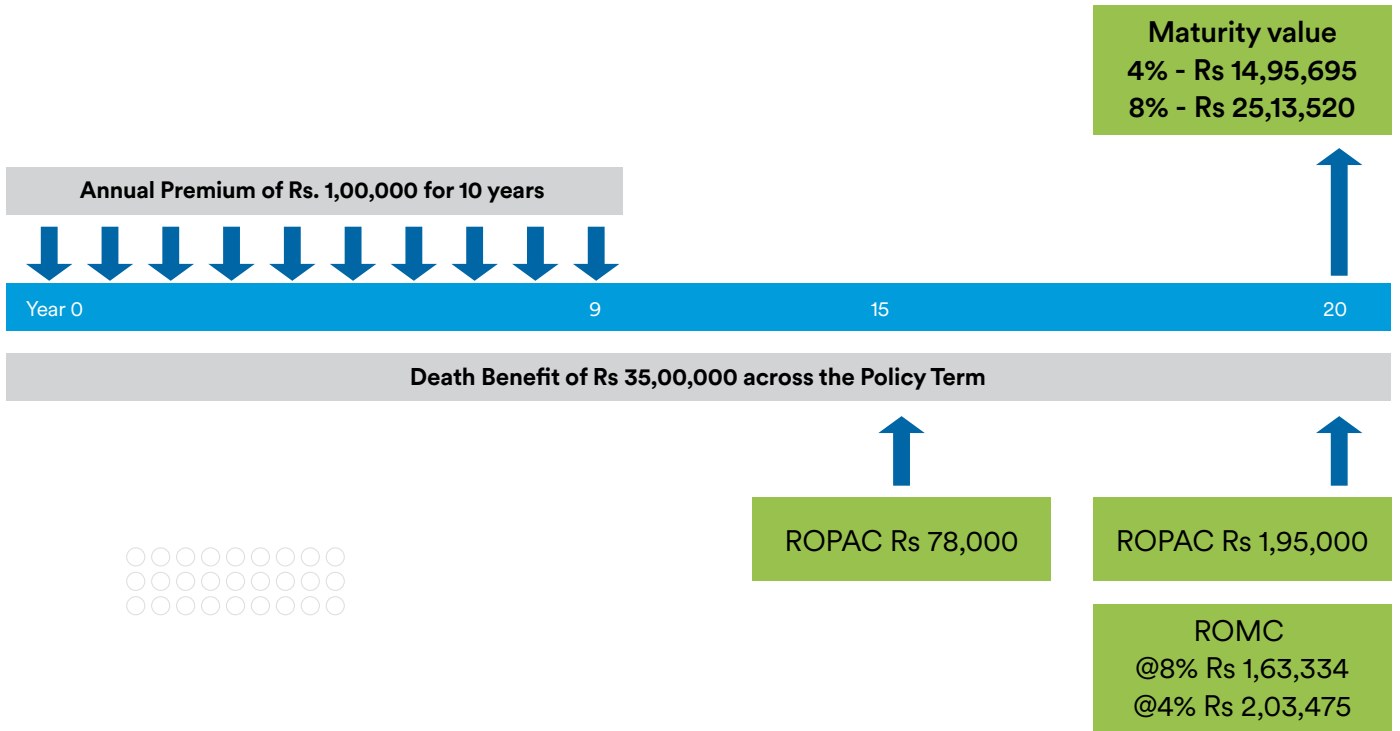 Maturity value
4% - Rs 14,95,695
8% - Rs 25,13,520
Annual Premium of Rs. 1,00,000 for 10 years
Year 0 9 15 20
Death Benefit of Rs 35,00,000 across the Policy Term
ROPAC Rs 78,000
ROPAC Rs 1,95,000
ROMC
@8% Rs 1,63,334
@4% Rs 2,03,475